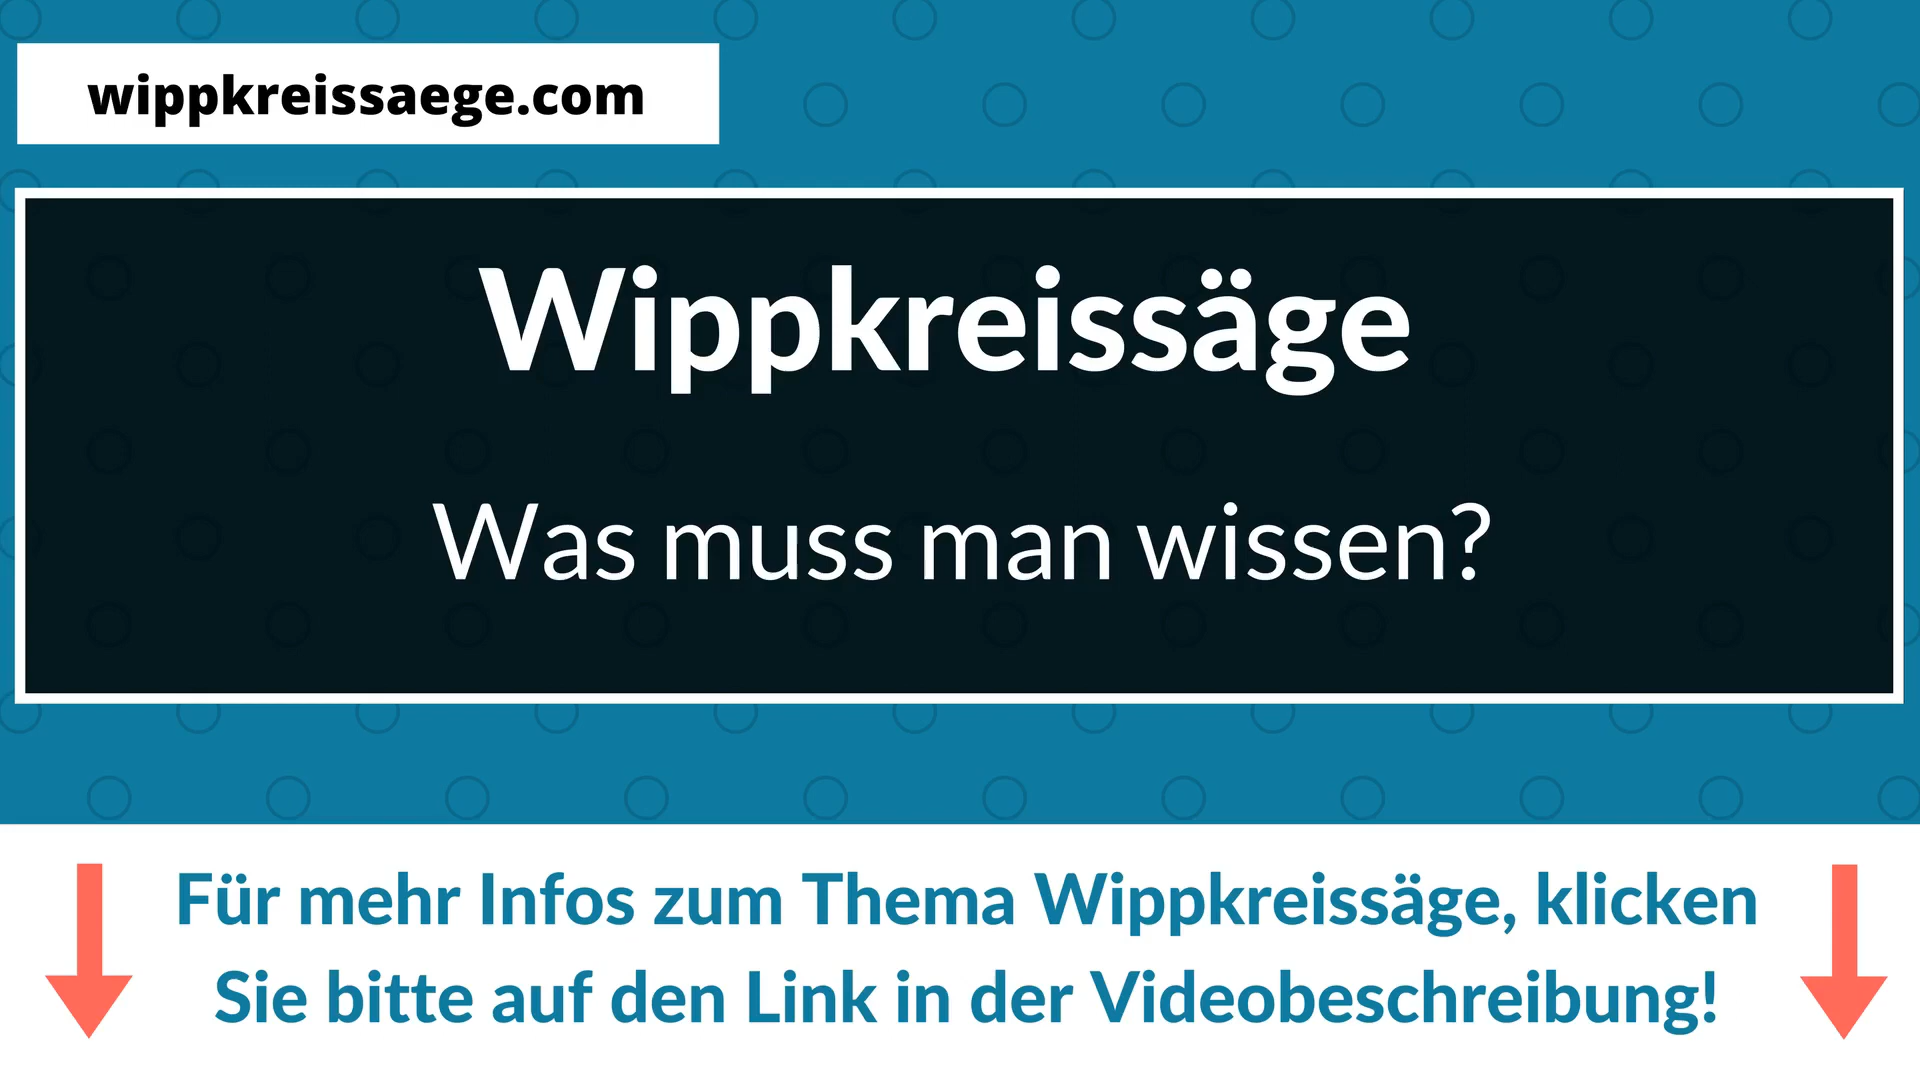 wippkreissaege.com
Wippkreissäge
Was muss man wissen?
Für mehr Infos zum Thema Wippkreissäge, klicken
Sie bitte auf den Link in der Videobeschreibung!